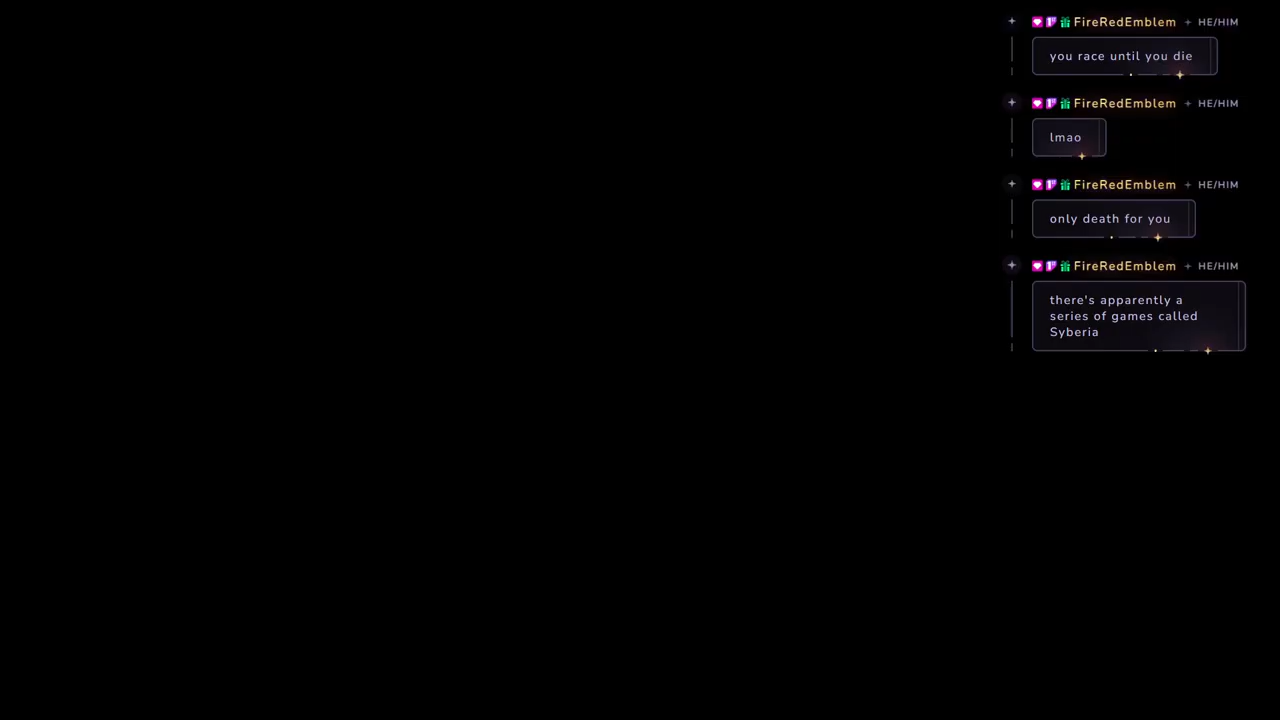 FireRedEmblem HE/HIM
you race until you die
FireRedEmblem HE/HIM
lmao
FireRedEmblem HE/HIM
only death for you
FireRedEmblem HE/HIM
there's apparently a
series of games called
Syberia